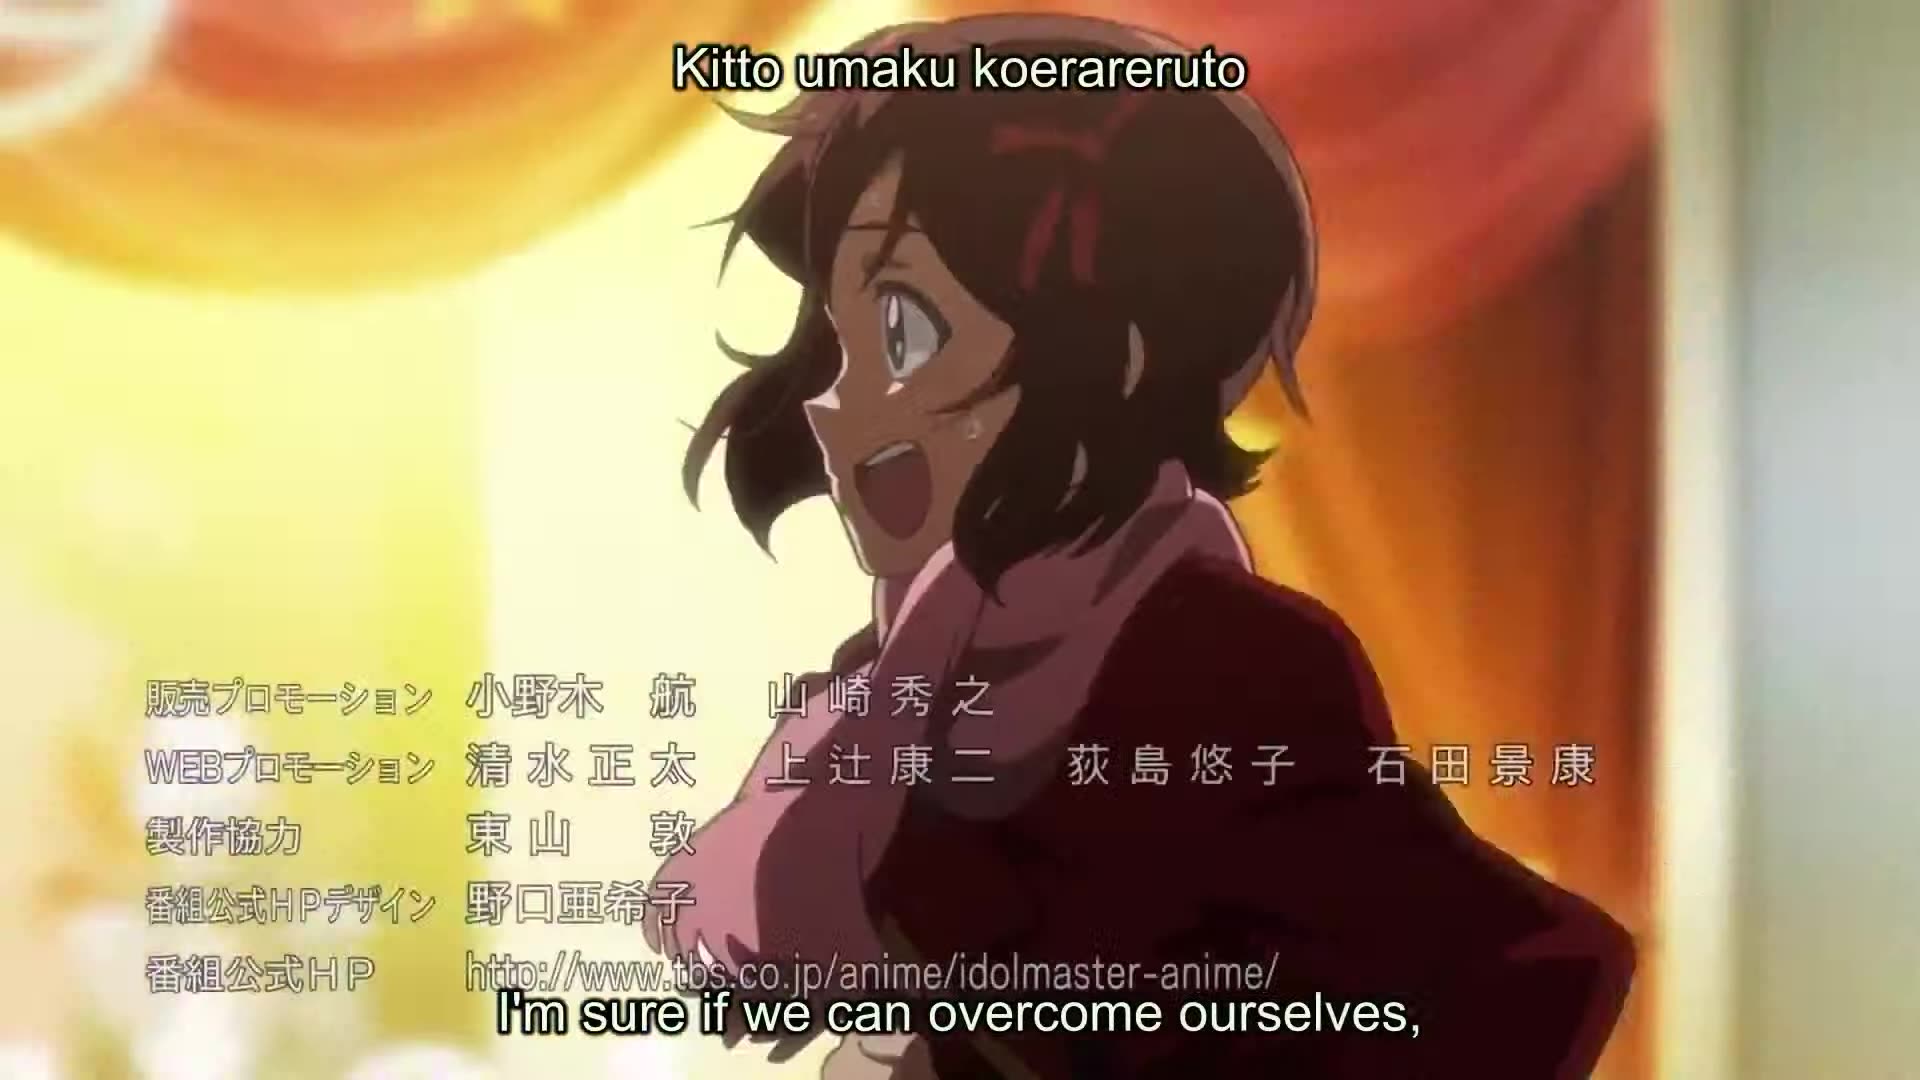 Kitto umaku koerareruto
販売プロモーション 小野木 航 山崎秀之
WEBプロモーション 清水正太 上辻康二 荻島悠子 石田景康
製作協力 東山 敦
番組公式HPデザイン 野口亜希子
番組公式HP http://www.tbs.co.jp/anime/idolmaster-anime/
I'm sure if we can overcome ourselves,